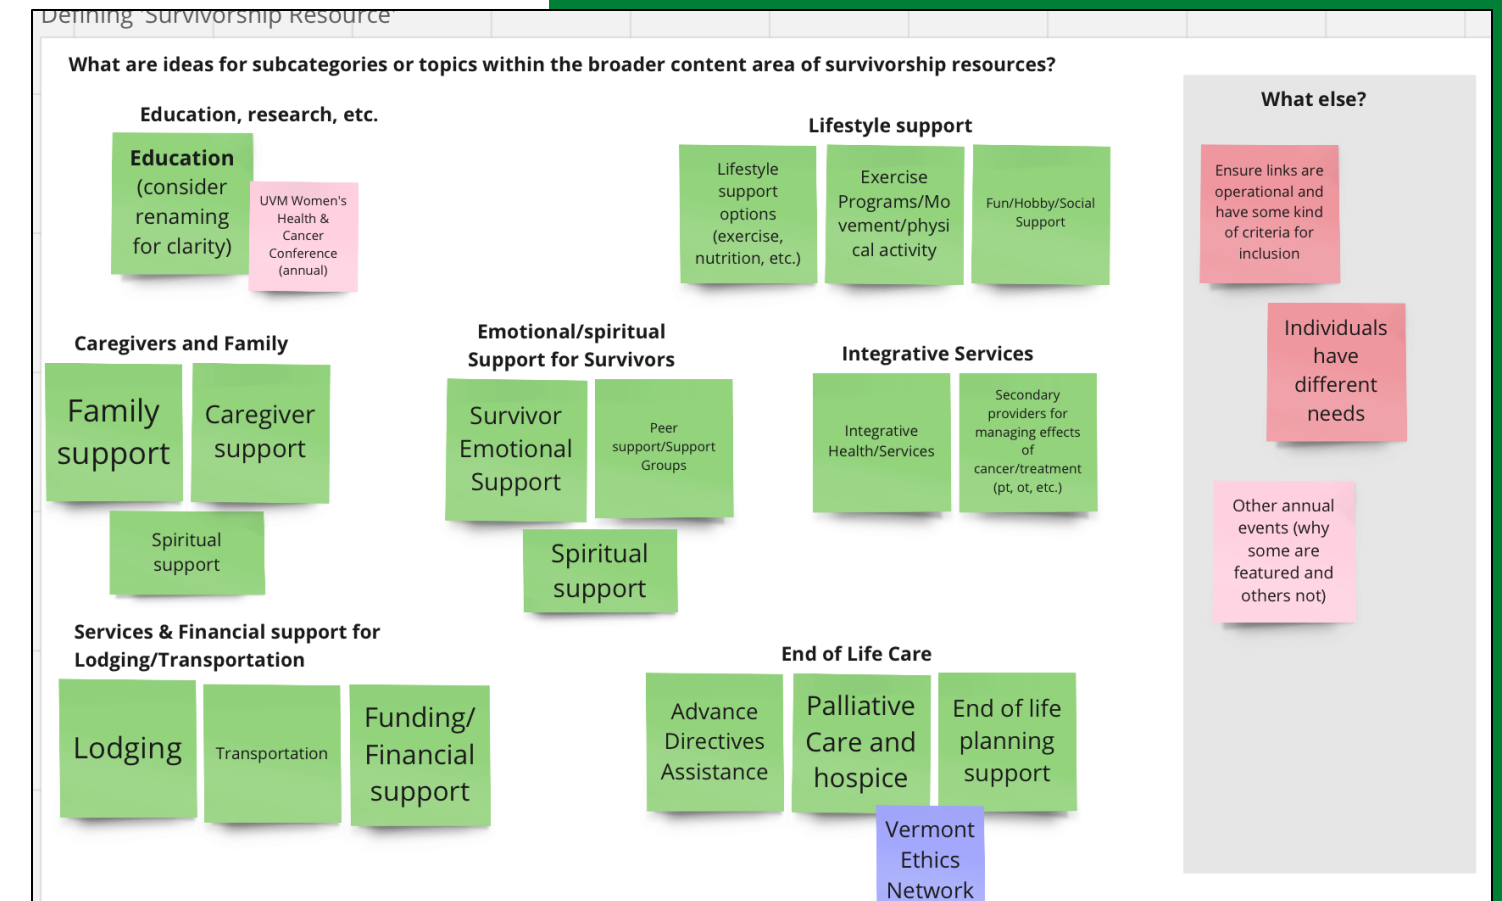 Defining 'Survivorship Resource'
What are ideas for subcategories or topics within the broader content area of survivorship resources?
Education, research, etc.
Education
(consider
renaming
for clarity)
UVM Women's
Health &
Cancer
Conference
(annual)
Lifestyle support
Lifestyle
support
options
(exercise,
nutrition, etc.)
Exercise
Programs/Mo
vement/physi
cal activity
Fun/Hobby/Social
Support
What else?
Ensure links are
operational and
have some kind
of criteria for
inclusion
Individuals
have
different
needs
Other annual
events (why
some are
featured and
others not)
Caregivers and Family
Family
support
Caregiver
support
Spiritual
support
Emotional/spiritual
Support for Survivors
Survivor
Emotional
Support
Peer
support/Support
Groups
Spiritual
support
Integrative Services
Integrative
Health/Services
Secondary
providers for
managing effects
of
cancer/treatment
(pt, ot, etc.)
Services & Financial support for
Lodging/Transportation
Lodging
Transportation
Funding/
Financial
support
End of Life Care
Advance
Directives
Assistance
Palliative
Care and
hospice
End of life
planning
support
Vermont
Ethics
Network